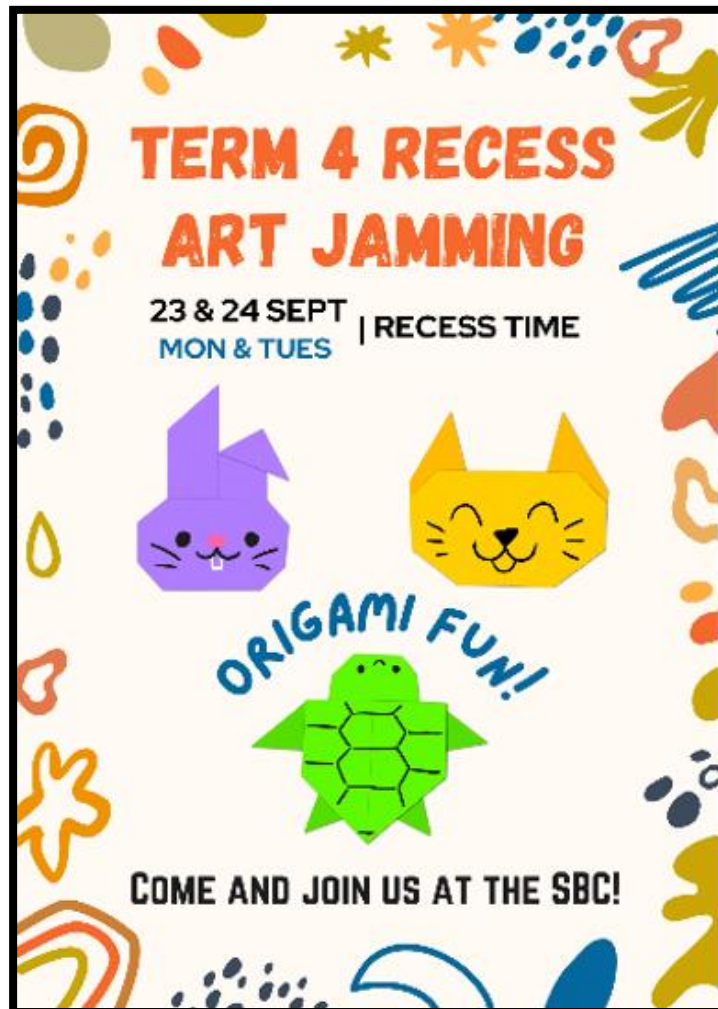 TERM 4 RECESS
ART JAMMING
23 & 24 SEPT
MON & TUES
| RECESS TIME
ORIGAMI FUN!
COME AND JOIN US AT THE SBC!